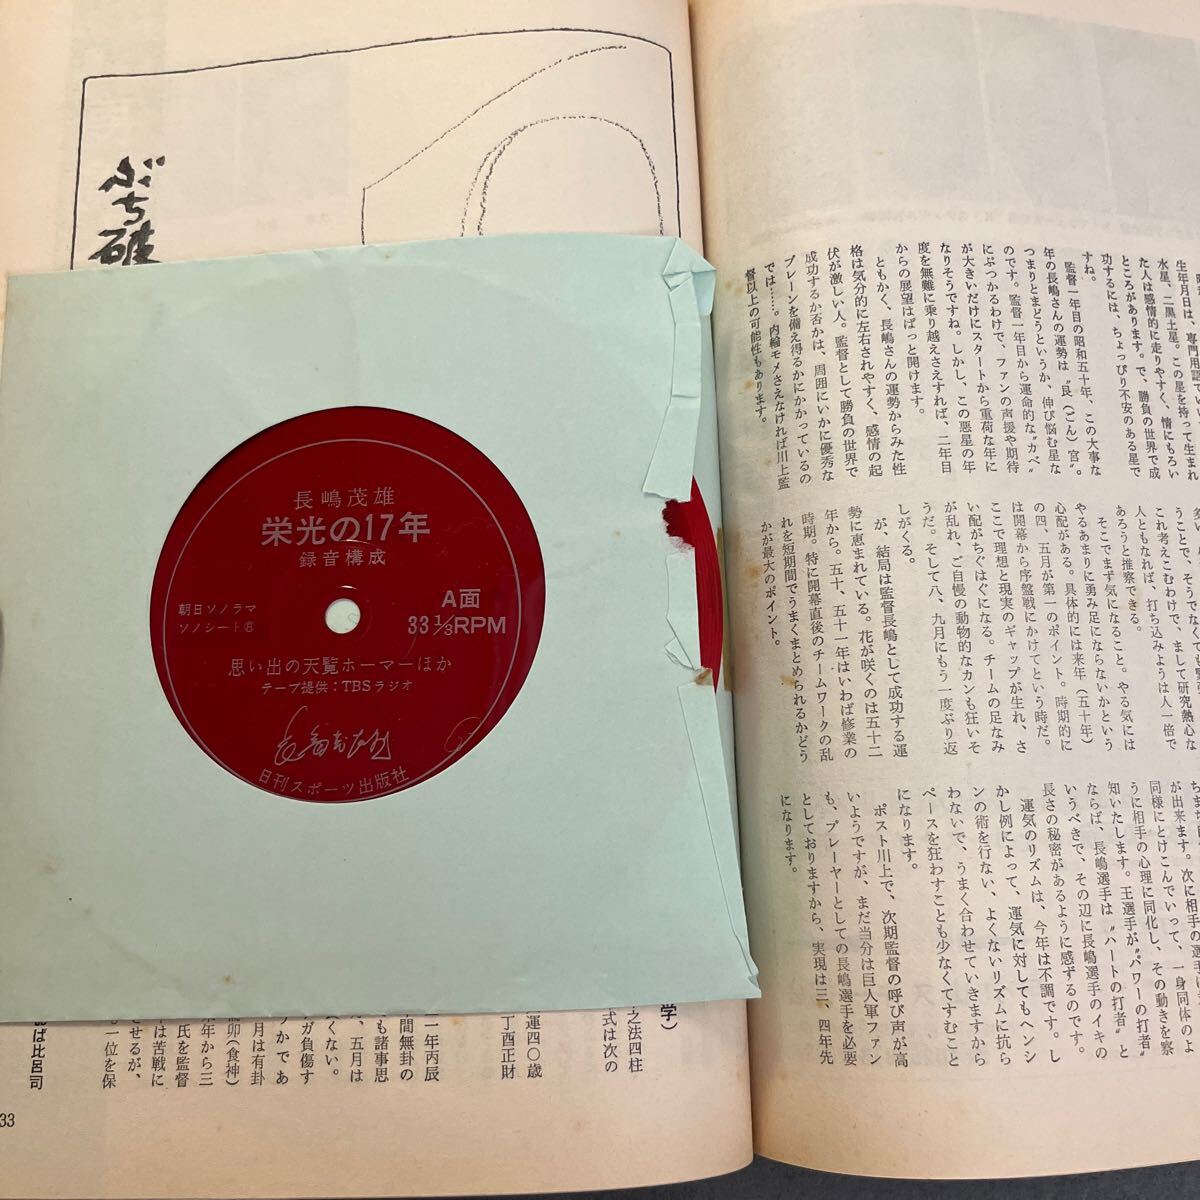 ぶち破
長嶋茂雄
栄光の17年
録音構成
朝日ソノラマ
ソノシート⑧
A面
33 1/3 RPM
思い出の天覧ホーマーほか
テープ提供：TBSラジオ
日刊スポーツ出版社
生年月日は、専門用語でいい
水星、二黒土星。この星を持って生まれ
た人は感情的に走りやすく、情にもろい
ところがあります。で、勝負の世界で成
功するには、ちょっぴり不安のある星で
すね。
監督一年目の昭和五十年、この大事な
年の長嶋さんの運勢は〝艮（ごん）宮〟。
つまりとまどうというか、伸び悩む星な
のです。監督一年目から運命的な〝カベ〟
にぶつかるわけで、ファンの声援や期待
が大きいだけにスタートから重荷な年に
なりそうですね。しかし、この悪星の年
度を無難に乗り越えさえすれば、二年目
からの展望はぱっと開けます。
ともかく、長嶋さんの運勢からみた性
格は気分的に左右されやすく、感情の起
伏が激しい人。監督として勝負の世界で
成功するか否かは、周囲にいかに優秀な
ブレーンを備え得るかにかかっているの
では……。内輪モメさえなければ川上監
督以上の可能性もあります。
うことで、そして研究熱心な
これ考えこむわけで、また
人ともなれば、打ち込みようは人一倍で
あろうと推察できる。
そこでまず気になること。やる気には
やるあまりに勇み足にならないかという
心配がある。具体的には来年（五十年）
の四、五月が第一のポイント。時期的に
は開幕から序盤戦にかけてという時だ。
ここで理想と現実のギャップが生れ、さ
い配がちぐはぐになる。チームの足なみ
が乱れ、ご自慢の動物的なカンも狂いそ
うだ。そして八、九月にもう一度ぶり返
しがくる。
が、結局は監督長嶋として成功する運
勢に恵まれている。花が咲くのは五十二
年から。五十、五十一年はいわば修業の
時期。特に開幕直後のチームワークの乱
れを短期間でうまくまとめられるかどう
かが最大のポイント。
が出来ます。次に相手の選手に
同様にとけこんでいって、一身同体のよ
うに相手の心理に同化し、その動きを察
知いたします。王選手が〝パワーの打者〟
ならば、長嶋選手は〝ハートの打者〟と
いうべきで、その辺に長嶋選手のイキの
長さの秘密があるように感ずるのです。
運気のリズムは、今年は不調です。し
かし例によって、運気に対してもヘンシ
ンの術を行ない、よくないリズムに抗ら
わないで、うまく合わせていきますから
ペースを狂わすことも少なくてすむこと
になります。
ポスト川上で、次期監督の呼び声が高
いようですが、まだ当分は巨人軍ファン
も、プレーヤーとしての長嶋選手を必要
としておりますから、実現は三、四年先
になります。
学）
之法四柱
式は次の
運四〇歳
丁酉正財
一年丙辰
間無卦の
も諸事思
くない。
、五月は
ガ負傷す
うかであ
月は有卦
癸卯（食神）
年から三
氏を監督
は苦戦に
させるが、
も一位を保
ば比呂司
33